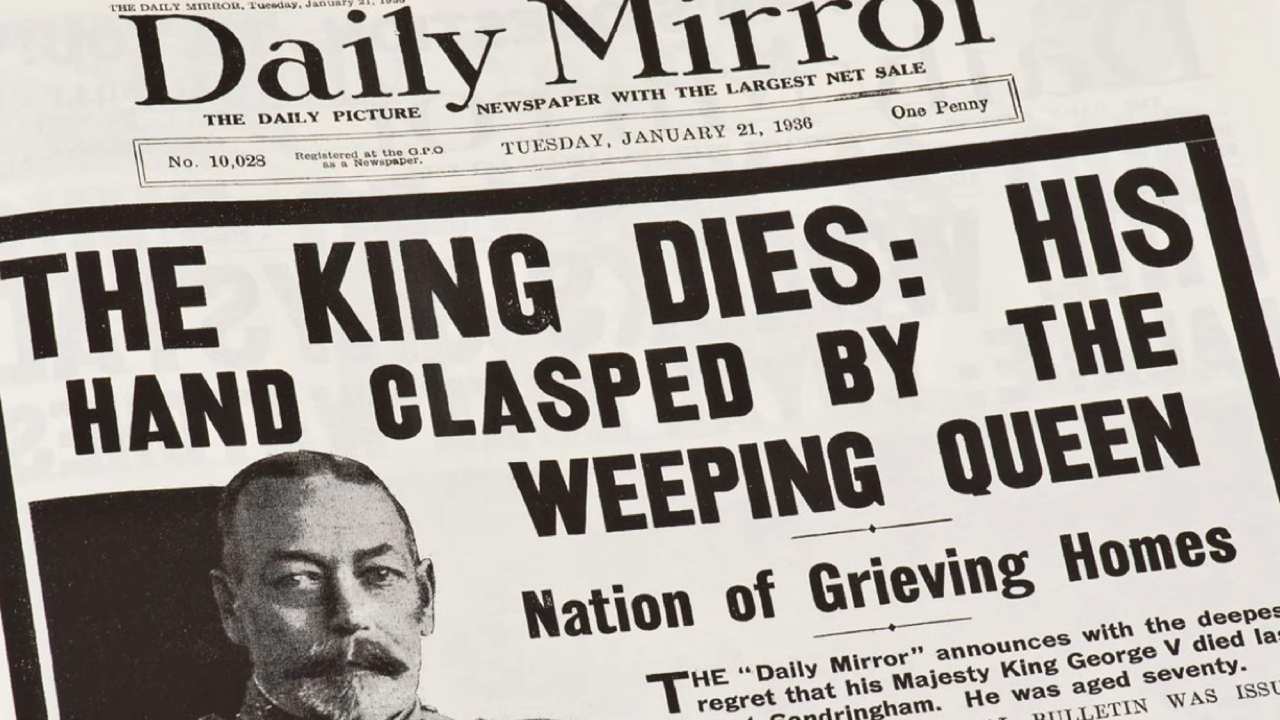 THE DAILY MIRROR, Tuesday, January 21, 1936
Daily Mirror
THE DAILY PICTURE NEWSPAPER WITH THE LARGEST NET SALE
No. 10,028 Registered at the G.P.O. as a Newspaper. TUESDAY, JANUARY 21, 1936 One Penny
THE KING DIES: HIS
HAND CLASPED BY THE
WEEPING QUEEN
Nation of Grieving Homes
THE "Daily Mirror" announces with the
regret that his Majesty King George V died
Sandringham. He was aged seventy.
BULLETIN WAS